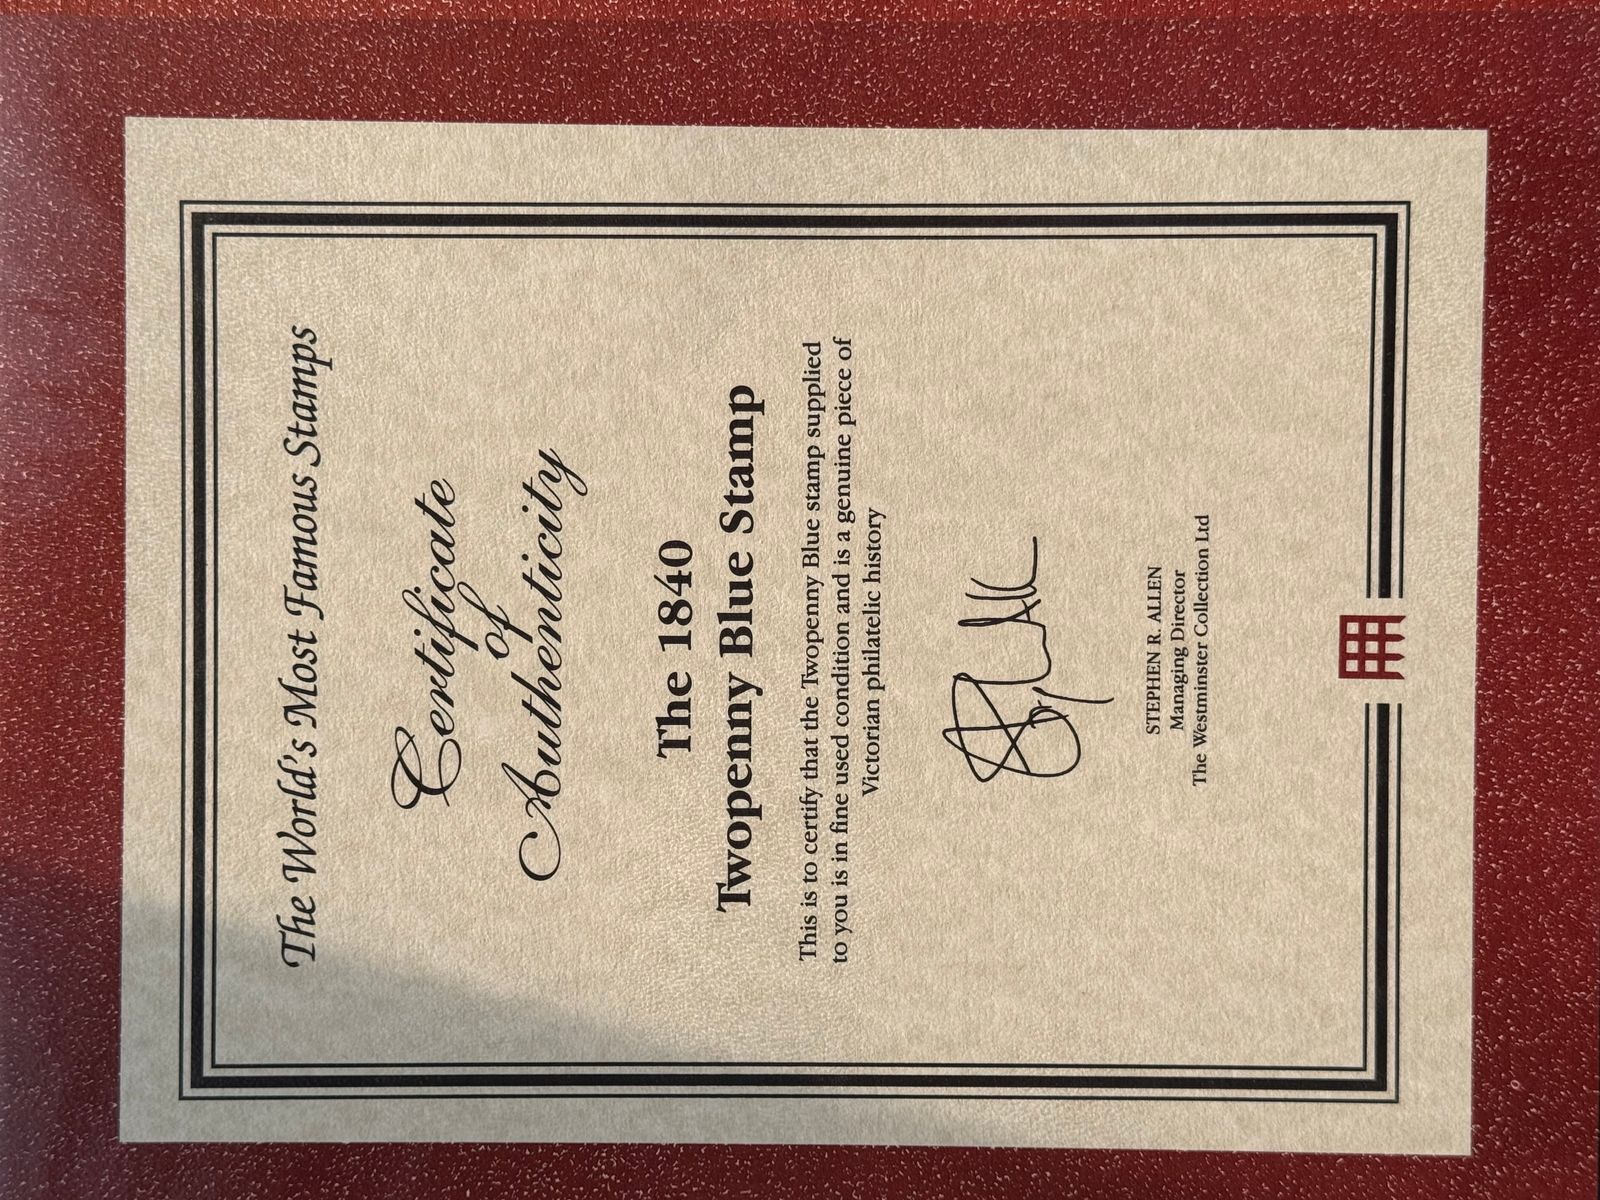 The World's Most Famous Stamps
Certificate
of
Authenticity
The 1840
Twopenny Blue Stamp
This is to certify that the Twopenny Blue stamp supplied
to you is in fine used condition and is a genuine piece of
Victorian philatelic history
STEPHEN R. ALLEN
Managing Director
The Westminster Collection Ltd